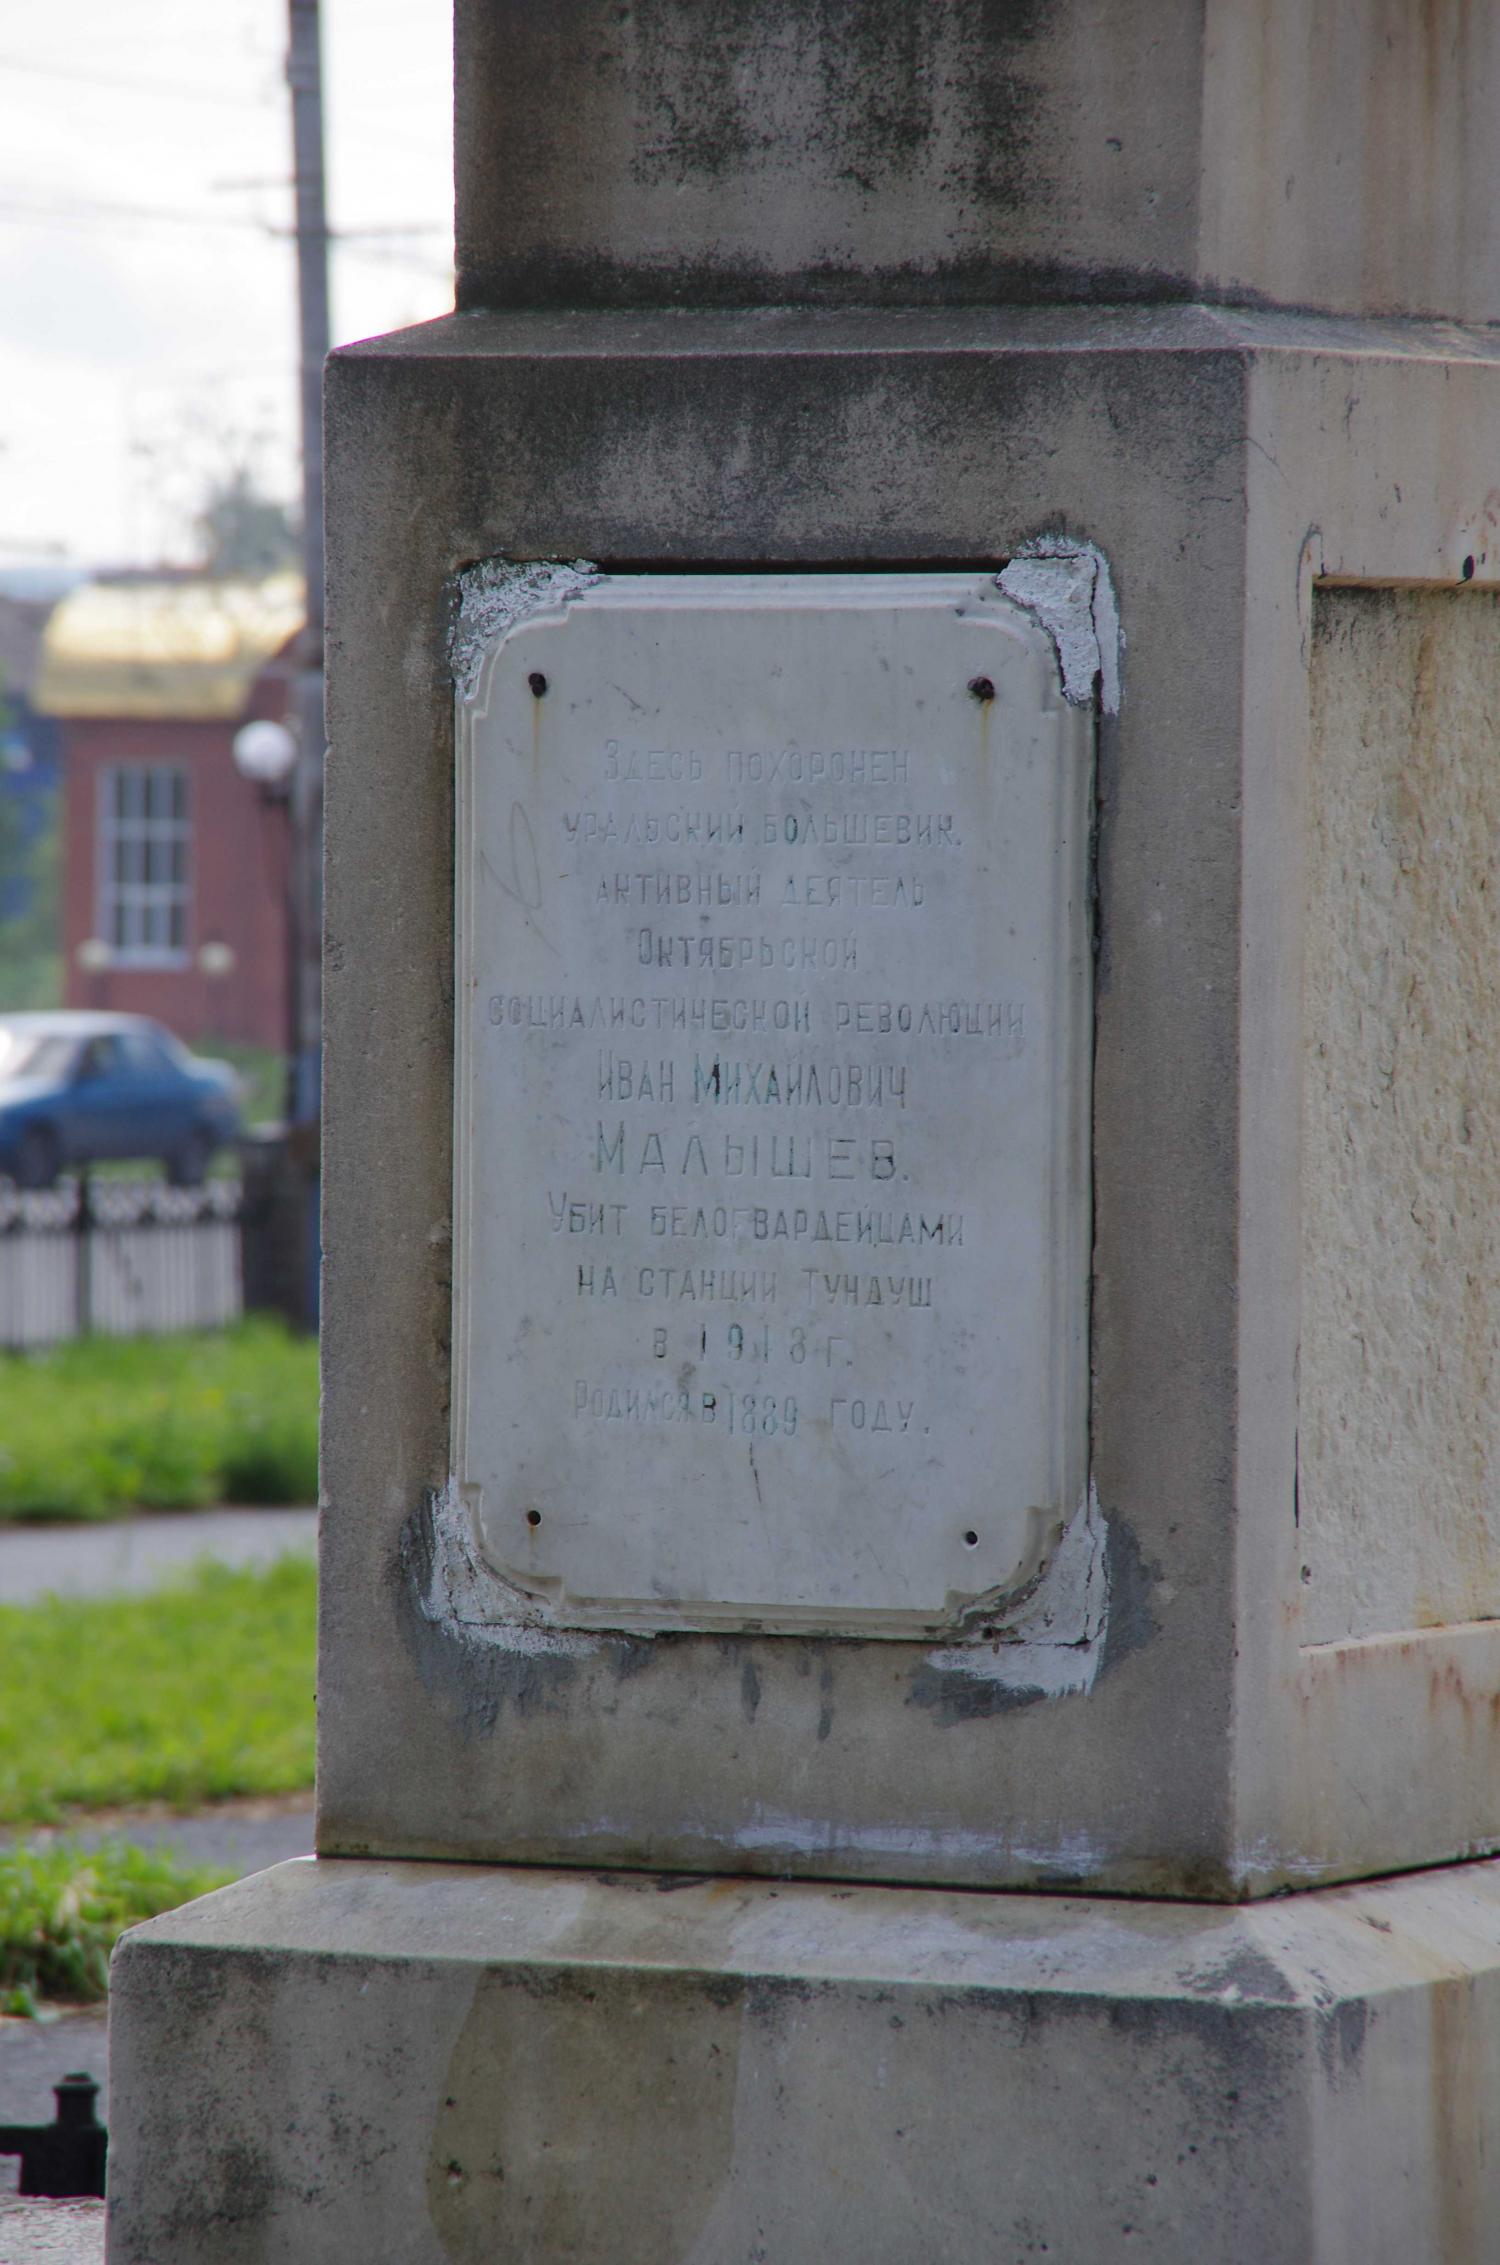 Здесь похоронен
уральский большевик,
активный деятель
Октябрьской
социалистической революции
Иван Михайлович
Малышев.
Убит белогвардейцами
на станции Тундуш
в 1918 г.
Родился в 1889 году.